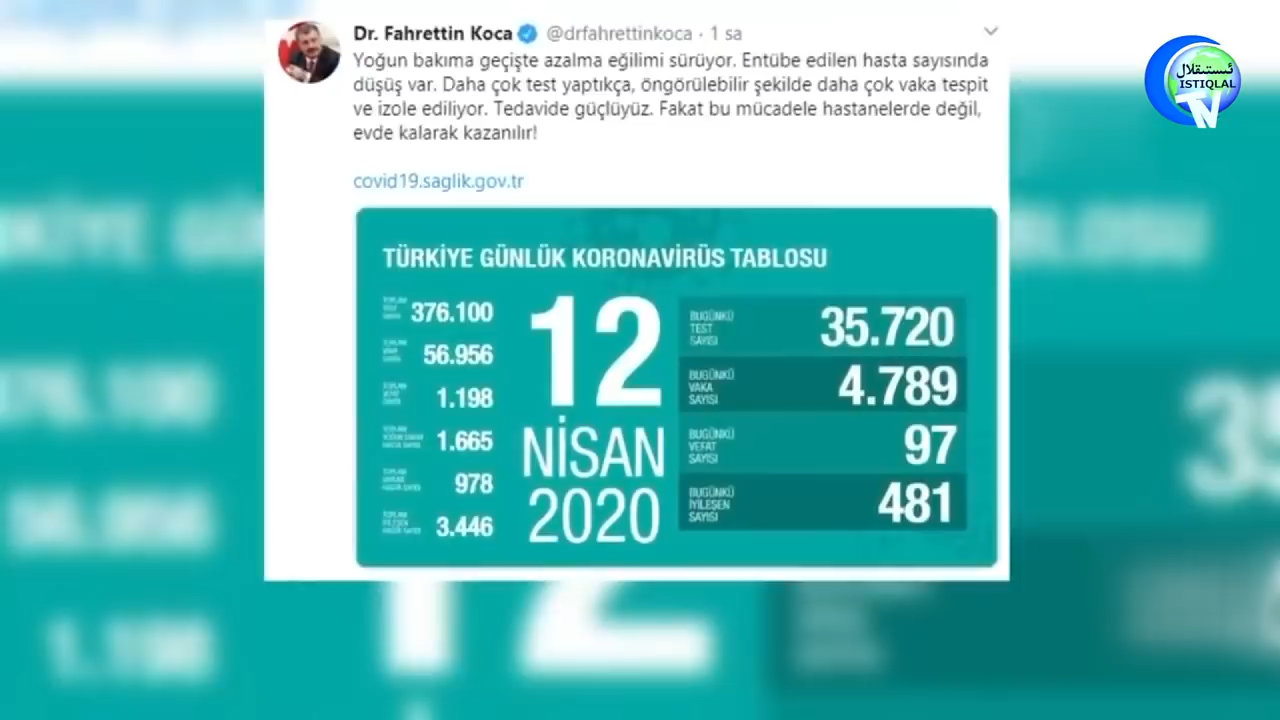 Dr. Fahrettin Koca @drfahrettinkoca · 1 sa
Yoğun bakıma geçişte azalma eğilimi sürüyor. Entübe edilen hasta sayısında
düşüş var. Daha çok test yaptıkça, öngörülebilir şekilde daha çok vaka tespit
ve izole ediliyor. Tedavide güçlüyüz. Fakat bu mücadele hastanelerde değil,
evde kalarak kazanılır!
covid19.saglik.gov.tr
TÜRKİYE GÜNLÜK KORONAVİRÜS TABLOSU
376.100
56.956
1.198
1.665
978
3.446
12
NİSAN
2020
BUGÜNKÜ
TEST
SAYISI
35.720
BUGÜNKÜ
VAKA
SAYISI
4.789
BUGÜNKÜ
VEFAT
SAYISI
97
BUGÜNKÜ
İYİLEŞEN
SAYISI
481
ئىستىقلال
ISTIQLAL
TV